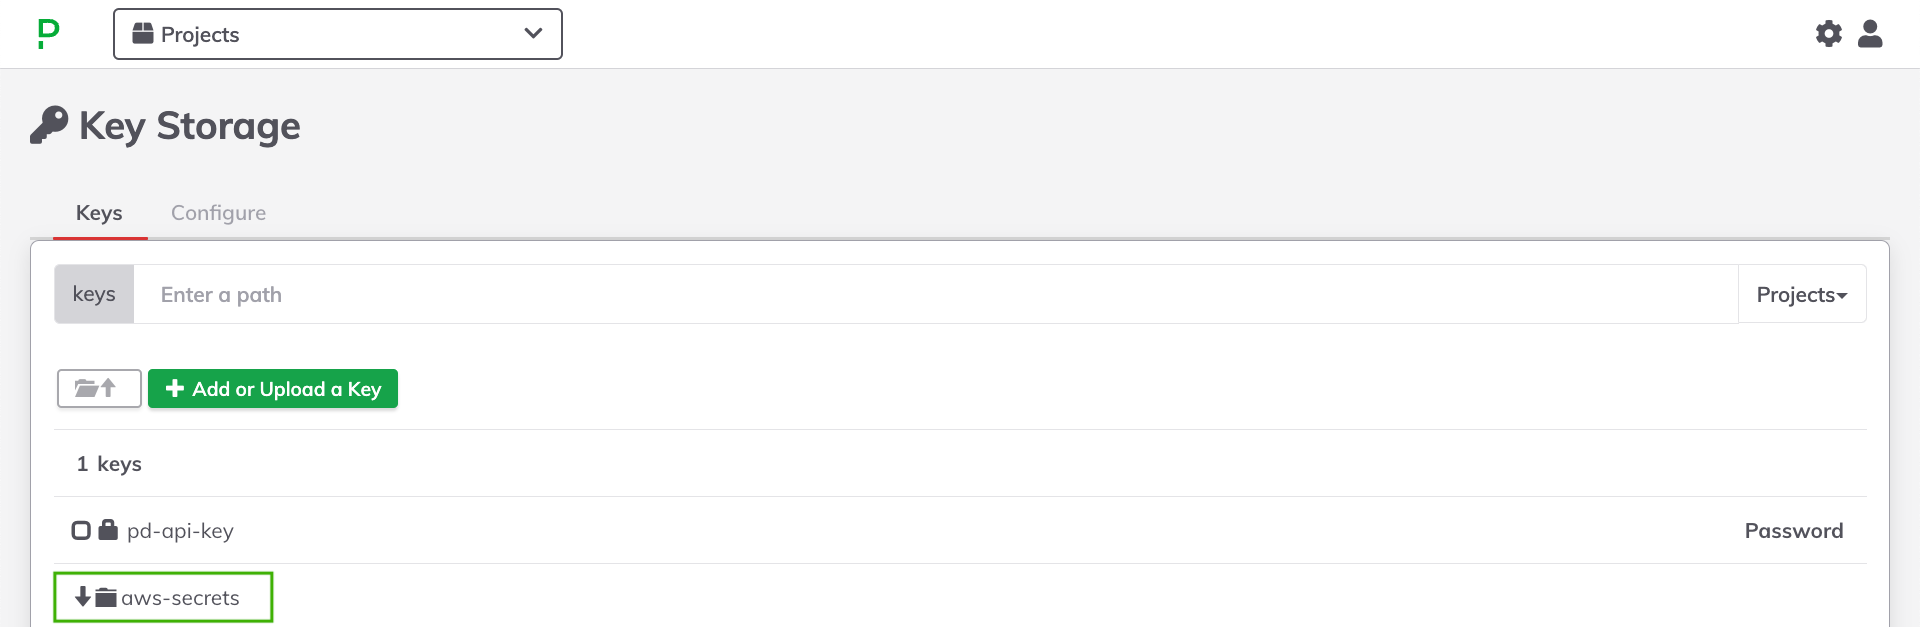 Projects
Key Storage
Keys Configure
keys Enter a path Projects
Add or Upload a Key
1 keys
pd-api-key Password
aws-secrets